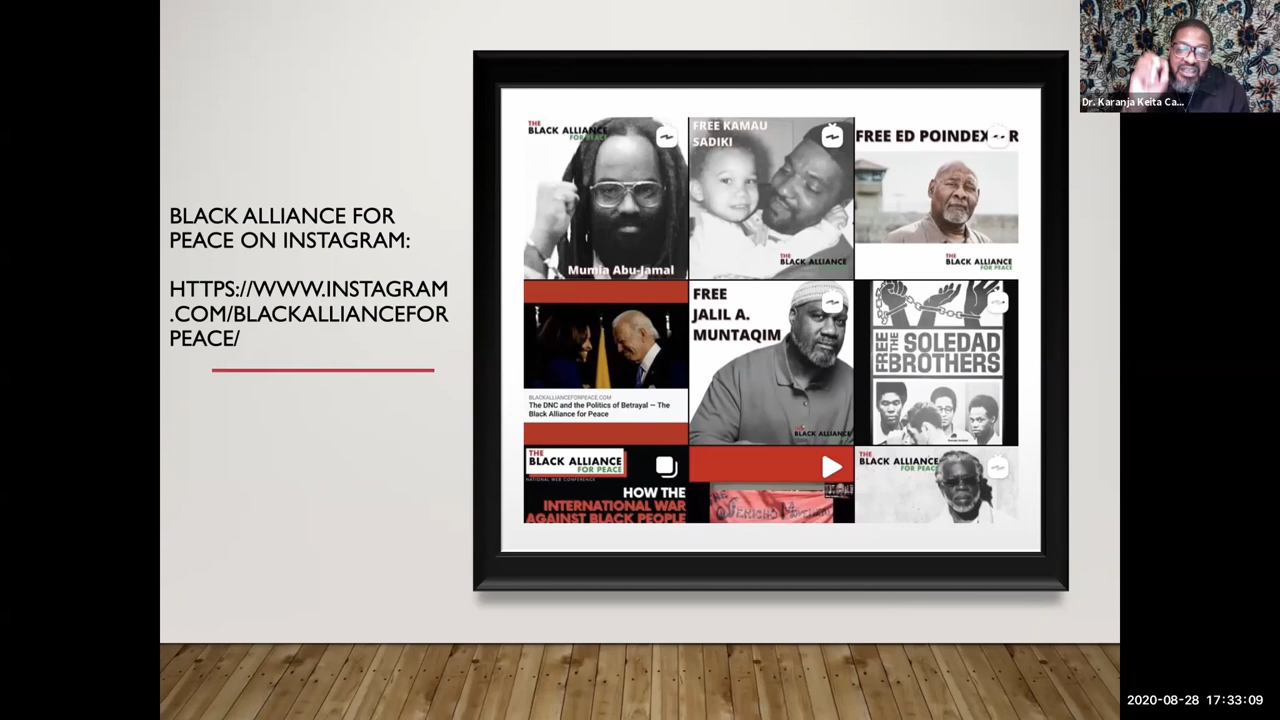 BLACK ALLIANCE FOR
PEACE ON INSTAGRAM:
HTTPS://WWW.INSTAGRAM
.COM/BLACKALLIANCEFOR
PEACE/
THE
BLACK ALLIANCE
FOR PEACE
Mumia Abu-Jamal
FREE KAMAU
SADIKI
THE
BLACK ALLIANCE
FREE ED POINDEX R
THE
BLACK ALLIANCE
FOR PEACE
BLACKALLIANCEFORPEACE.COM
The DNC and the Politics of Betrayal — The
Black Alliance for Peace
FREE
JALIL A.
MUNTAQIM
BLACK ALLIANCE
FREE THE SOLEDAD
BROTHERS
THE
BLACK ALLIANCE
FOR PEACE
NATIONAL WEB CONFERENCE
HOW THE
INTERNATIONAL WAR
AGAINST BLACK PEOPLE
THE
Jericho Movement
THE
BLACK ALLIANCE
FOR PEACE
Dr. Karanja Keita Ca...
2020-08-28 17:33:09